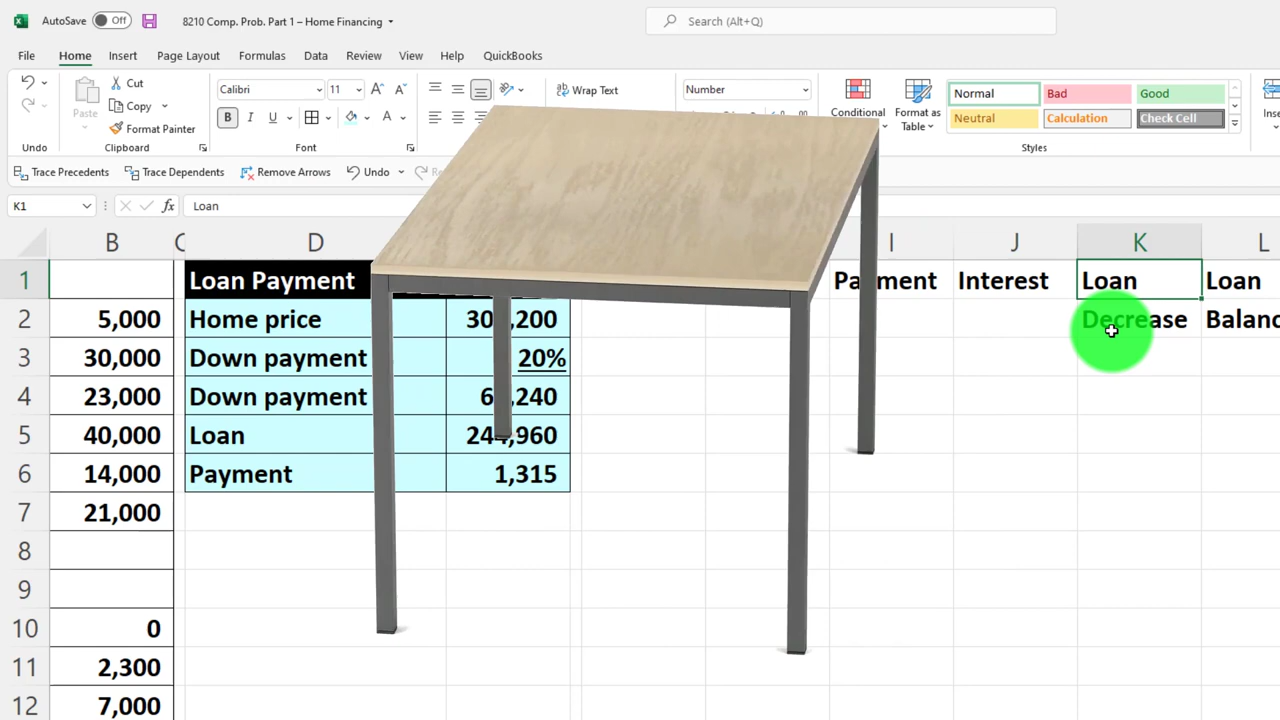 AutoSave Off 8210 Comp. Prob. Part 1 – Home Financing Search (Alt+Q)
File Home Insert Page Layout Formulas Data Review View Help QuickBooks
Cut Calibri 11 Wrap Text Number Normal Bad Good
Copy
Paste Format Painter Conditional Format as Table Neutral Calculation Check Cell
Undo Clipboard Font Styles
Trace Precedents Trace Dependents Remove Arrows Undo
K1 fx Loan
B C D I J K L
1 Loan Payment Payment Interest Loan Loan
2 5,000 Home price Decrease
3 30,000 Down payment 20%
4 23,000 Down payment
5 40,000 Loan
6 14,000 Payment 1,315
7 21,000
8
9
10 0
11 2,300
12 7,000